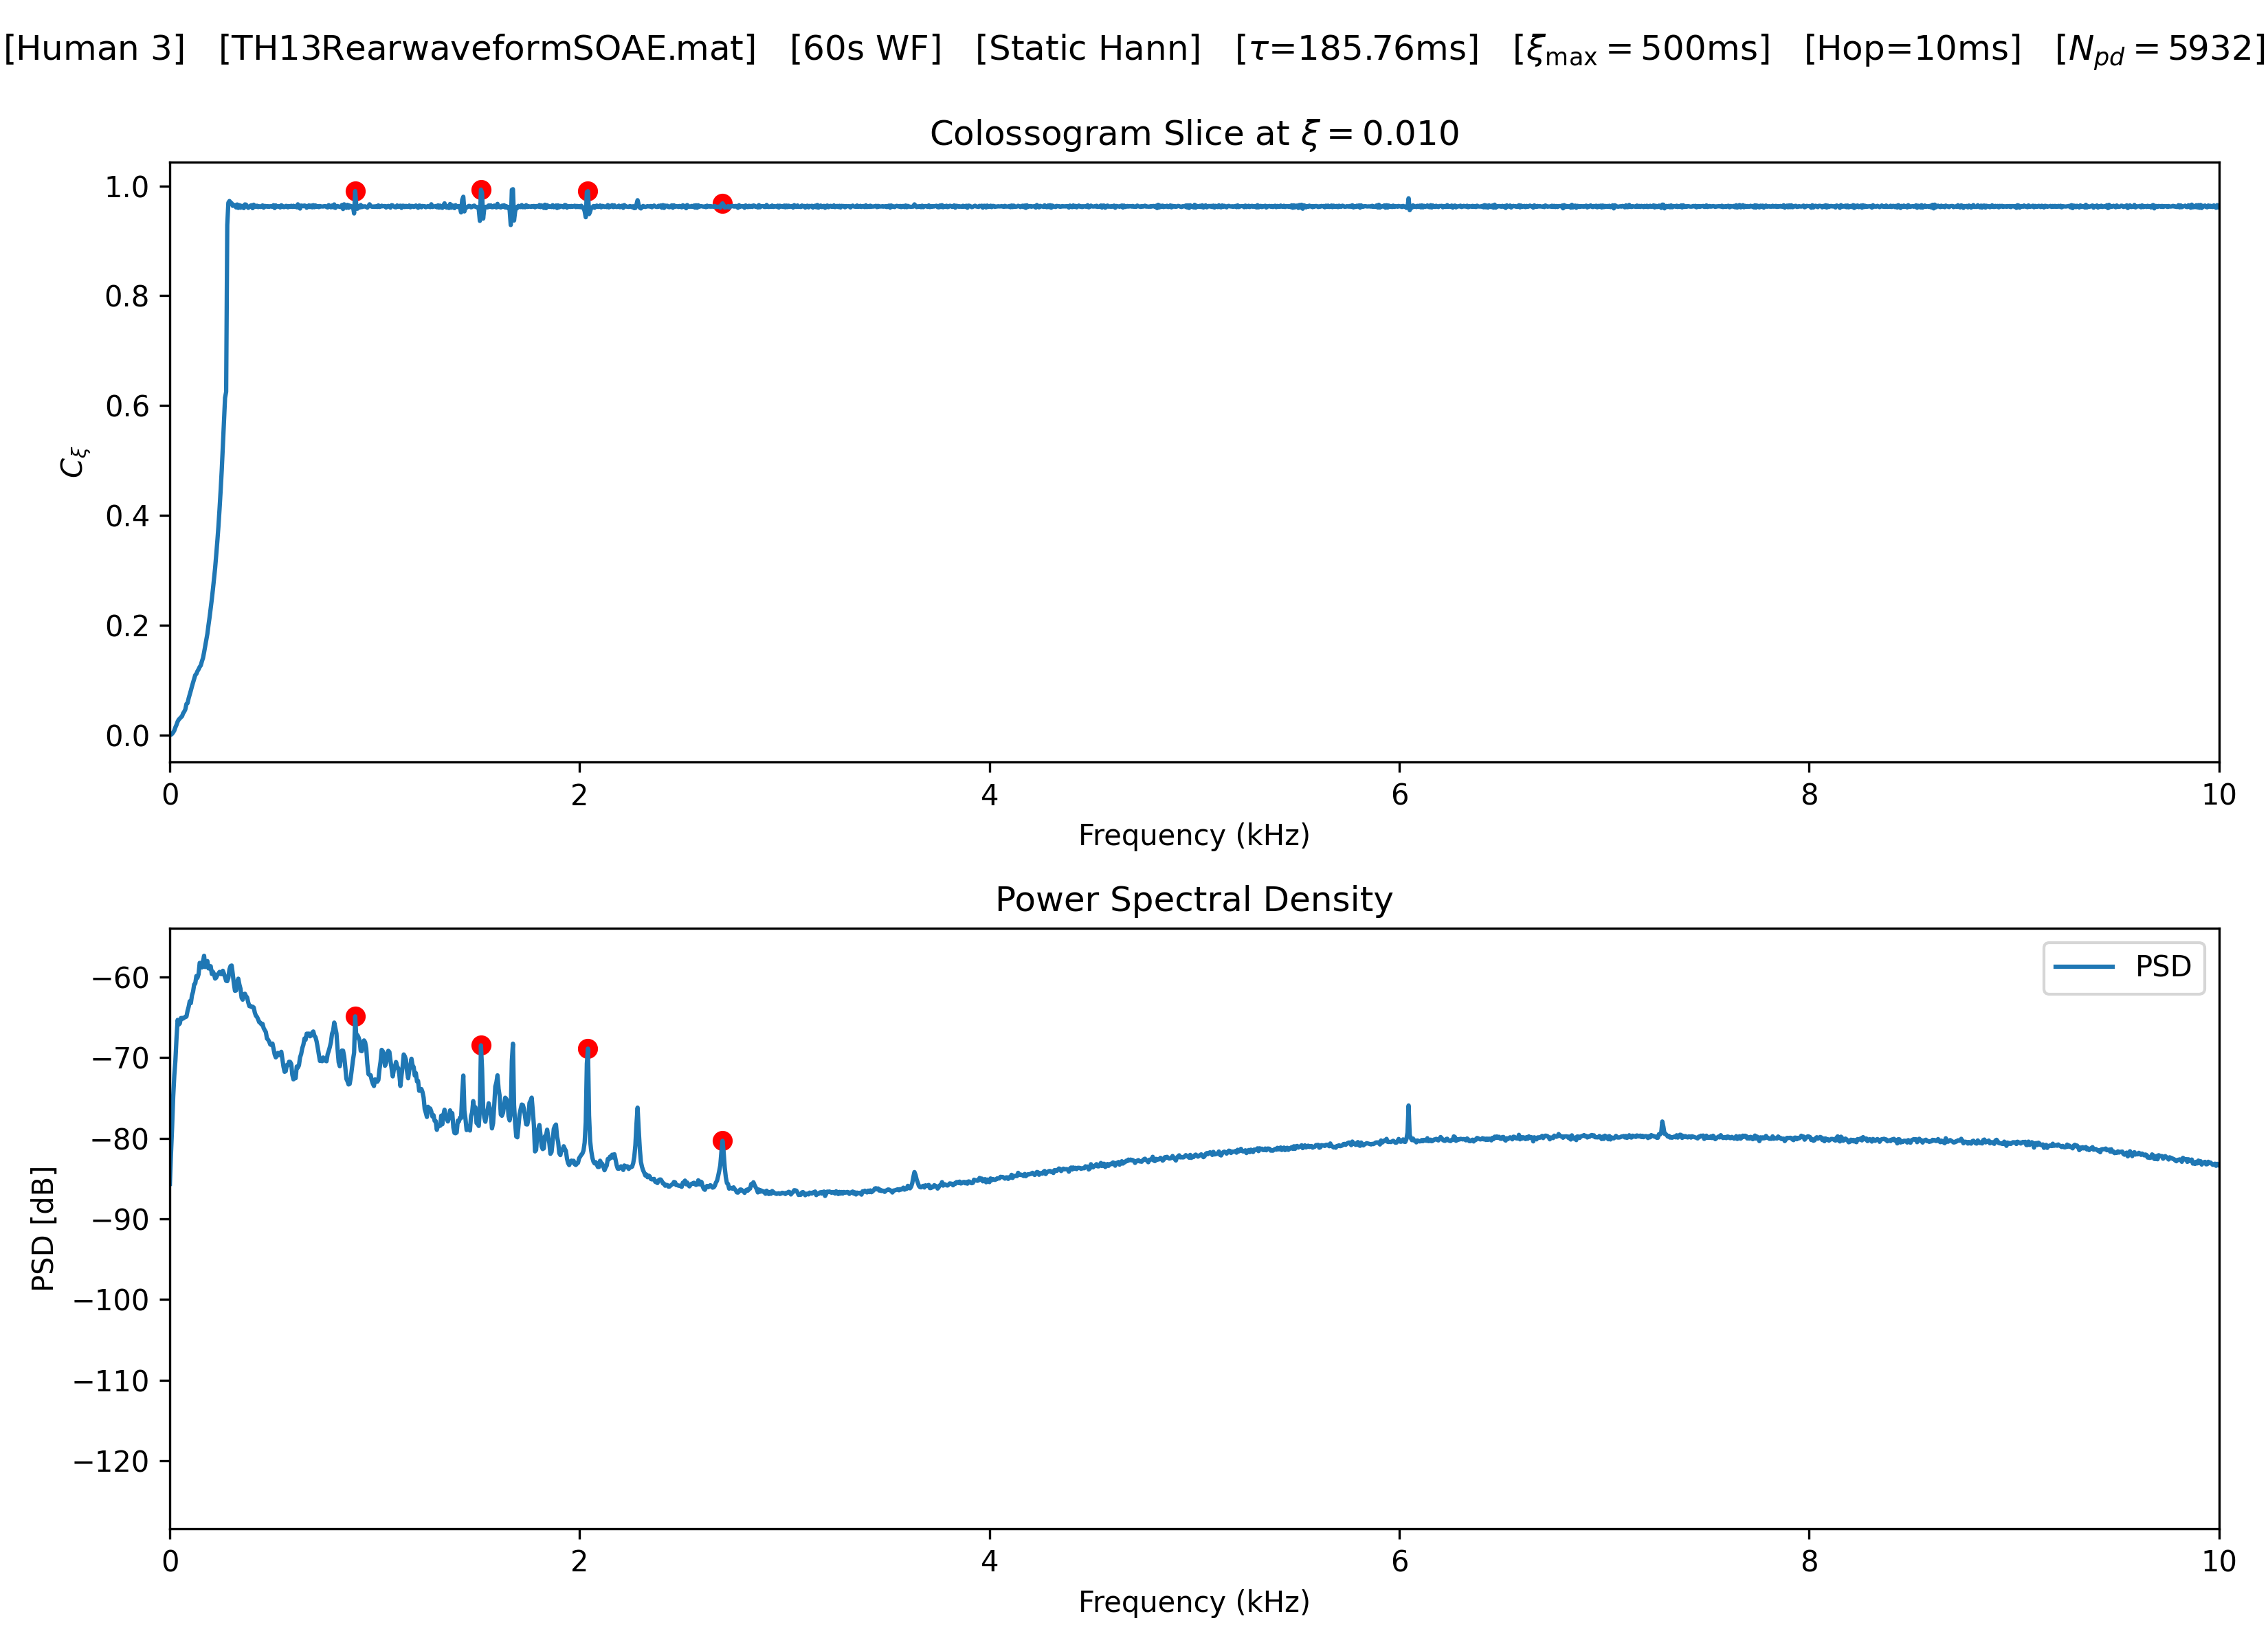 [Human 3] [TH13RearwaveformSOAE.mat] [60s WF] [Static Hann] [τ=185.76ms] [ξmax = 500ms] [Hop=10ms] [Npd = 5932]
Colossogram Slice at ξ = 0.010
1.0
0.8
0.6
0.4
0.2
0.0
Cξ
0 2 4 6 8 10
Frequency (kHz)
Power Spectral Density
PSD
−60
−70
−80
−90
−100
−110
−120
PSD [dB]
0 2 4 6 8 10
Frequency (kHz)